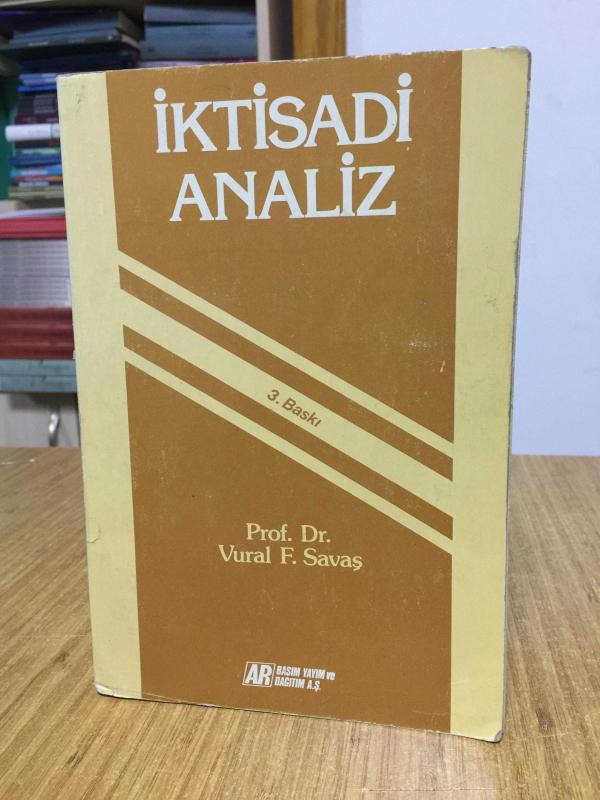 İKTİSADİ
ANALİZ
3. Baskı
Prof. Dr.
Vural F. Savaş
AR BASIM YAYIM ve
DAĞITIM A.Ş.